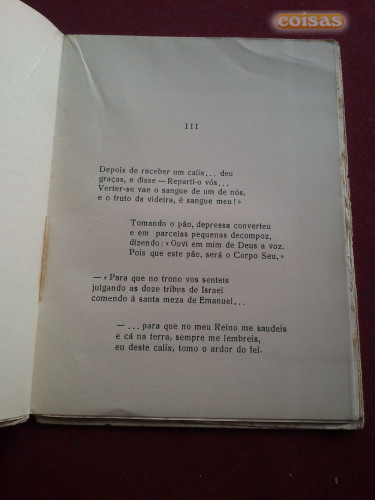 coisas
III
Depois de raceber um calix... deu
graças, e disse — Reparti-o vós...
Verter-se vae o sangue de um de nós,
e o truto da videira, é sangue meu!»
Tomando o pão, depressa converteu
e em parcelas pequenas decompoz,
dizendo: « Ouvi em mim de Deus a voz.
Pois que este pão, será o Corpo Seu,»
— « Para que no trono vos senteis
julgando as doze tribus de Israel
comendo á santa meza de Emanuel...
— ... para que no meu Reino me saudeis
e cá na terra, sempre me lembreis,
eu deste calix, tomo o ardor do fel.